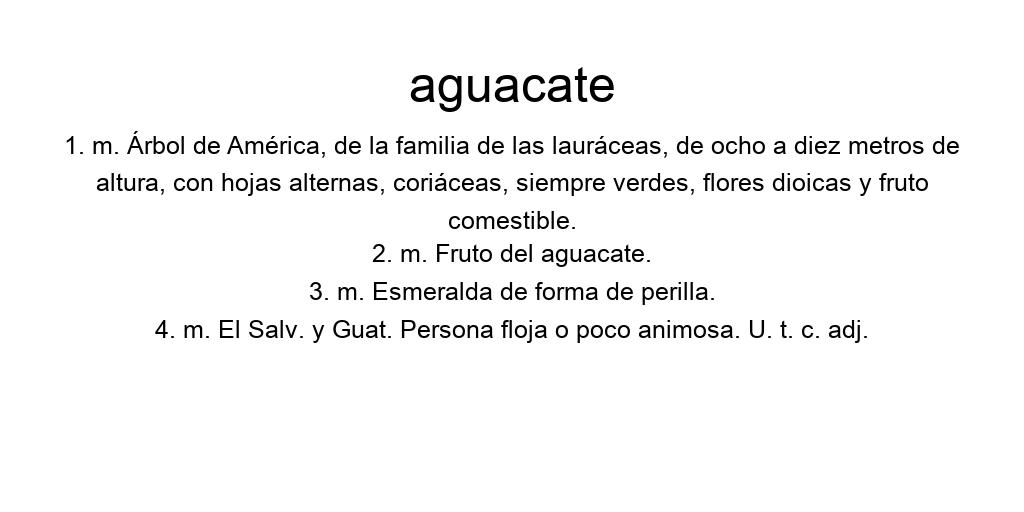 aguacate
1. m. Árbol de América, de la familia de las lauráceas, de ocho a diez metros de
altura, con hojas alternas, coriáceas, siempre verdes, flores dioicas y fruto
comestible.
2. m. Fruto del aguacate.
3. m. Esmeralda de forma de perilla.
4. m. El Salv. y Guat. Persona floja o poco animosa. U. t. c. adj.